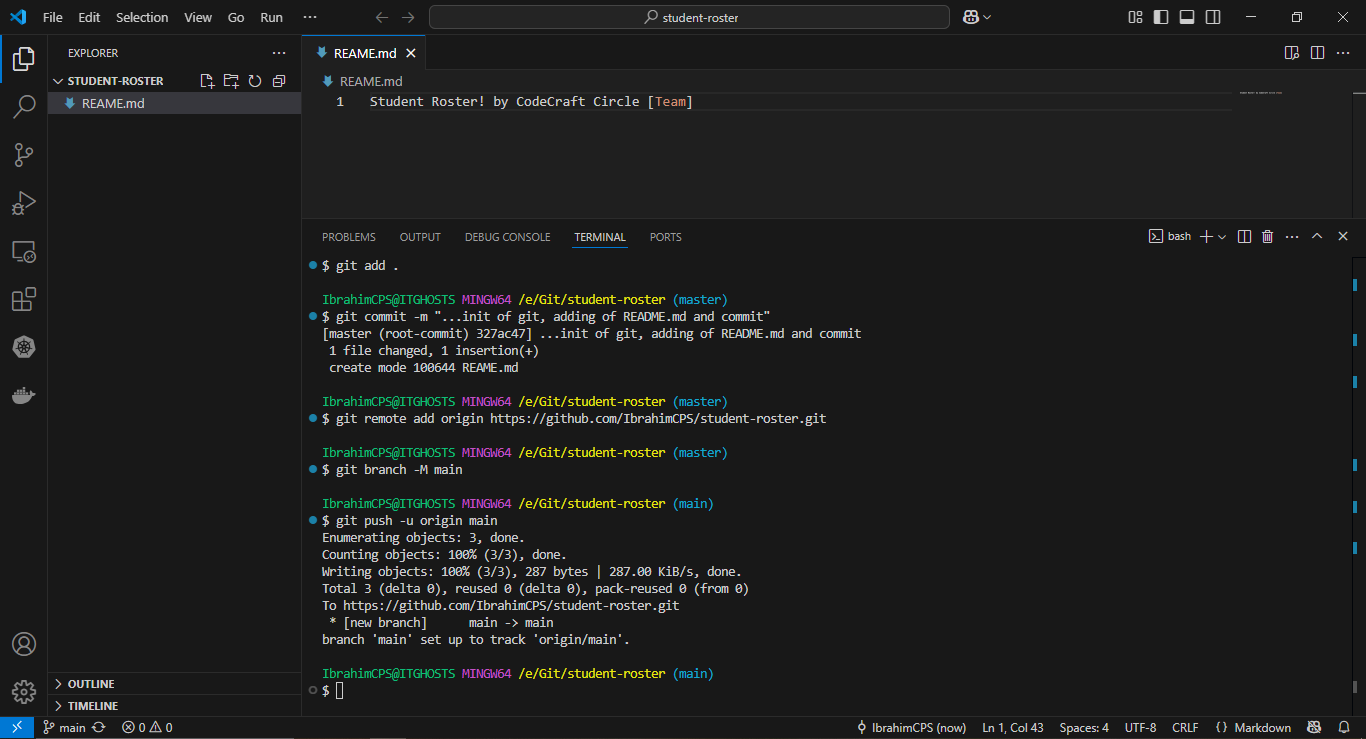 File Edit Selection View Go Run ···
student-roster
EXPLORER
STUDENT-ROSTER
REAME.md
REAME.md
REAME.md
1 Student Roster! by CodeCraft Circle [Team]
PROBLEMS OUTPUT DEBUG CONSOLE TERMINAL PORTS
bash
$ git add .
IbrahimCPS@ITGHOSTS MINGW64 /e/Git/student-roster (master)
$ git commit -m "...init of git, adding of README.md and commit"
[master (root-commit) 327ac47] ...init of git, adding of README.md and commit
1 file changed, 1 insertion(+)
create mode 100644 REAME.md
IbrahimCPS@ITGHOSTS MINGW64 /e/Git/student-roster (master)
$ git remote add origin https://github.com/IbrahimCPS/student-roster.git
IbrahimCPS@ITGHOSTS MINGW64 /e/Git/student-roster (master)
$ git branch -M main
IbrahimCPS@ITGHOSTS MINGW64 /e/Git/student-roster (main)
$ git push -u origin main
Enumerating objects: 3, done.
Counting objects: 100% (3/3), done.
Writing objects: 100% (3/3), 287 bytes | 287.00 KiB/s, done.
Total 3 (delta 0), reused 0 (delta 0), pack-reused 0 (from 0)
To https://github.com/IbrahimCPS/student-roster.git
* [new branch] main -> main
branch 'main' set up to track 'origin/main'.
IbrahimCPS@ITGHOSTS MINGW64 /e/Git/student-roster (main)
$
OUTLINE
TIMELINE
main 0 0 IbrahimCPS (now) Ln 1, Col 43 Spaces: 4 UTF-8 CRLF {} Markdown